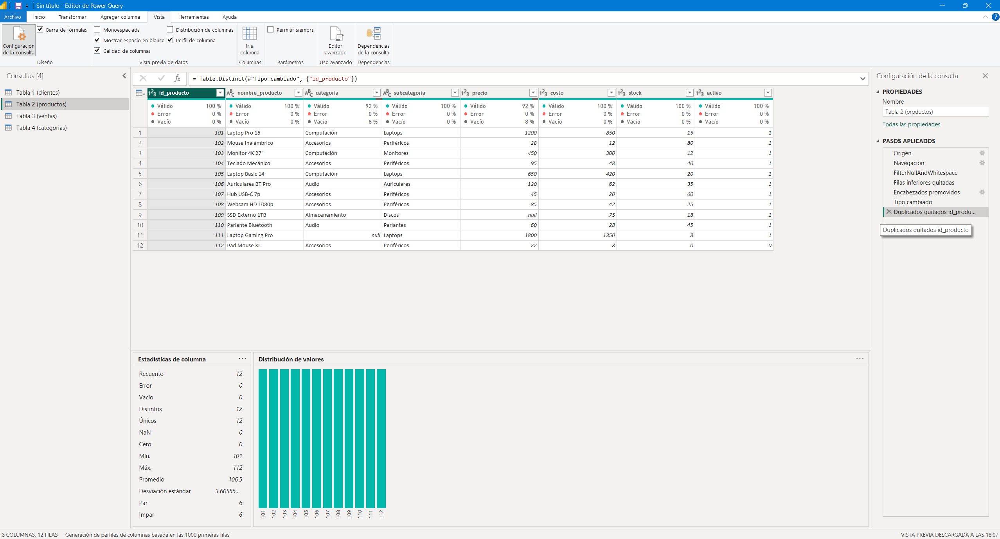 Sin título - Editor de Power Query
Archivo Inicio Transformar Agregar columna Vista Herramientas Ayuda
Configuración de la consulta
Barra de fórmulas
Diseño
Monoespaciada
Mostrar espacio en blanco
Calidad de columnas
Distribución de columnas
Perfil de columna
Vista previa de datos
Ir a columna
Columnas
Permitir siempre
Parámetros
Editor avanzado
Uso avanzado
Dependencias de la consulta
Dependencias
Consultas [4]
Tabla 1 (clientes)
Tabla 2 (productos)
Tabla 3 (ventas)
Tabla 4 (categorias)
fx = Table.Distinct(#"Tipo cambiado", {"id_producto"})
id_producto nombre_producto categoria subcategoria precio costo stock activo
Válido 100 % Válido 100 % Válido 92 % Válido 100 % Válido 92 % Válido 100 % Válido 100 % Válido 100 %
Error 0 % Error 0 % Error 0 % Error 0 % Error 0 % Error 0 % Error 0 % Error 0 %
Vacío 0 % Vacío 0 % Vacío 8 % Vacío 0 % Vacío 8 % Vacío 0 % Vacío 0 % Vacío 0 %
1 101 Laptop Pro 15 Computación Laptops 1200 850 15 1
2 102 Mouse Inalámbrico Accesorios Periféricos 28 12 80 1
3 103 Monitor 4K 27" Computación Monitores 450 300 12 1
4 104 Teclado Mecánico Accesorios Periféricos 95 48 40 1
5 105 Laptop Basic 14 Computación Laptops 650 420 20 1
6 106 Auriculares BT Pro Audio Auriculares 120 62 35 1
7 107 Hub USB-C 7p Accesorios Periféricos 45 20 60 1
8 108 Webcam HD 1080p Accesorios Periféricos 85 42 25 1
9 109 SSD Externo 1TB Almacenamiento Discos null 75 18 1
10 110 Parlante Bluetooth Audio Parlantes 60 28 45 1
11 111 Laptop Gaming Pro null Laptops 1800 1350 8 1
12 112 Pad Mouse XL Accesorios Periféricos 22 8 0 0
Estadísticas de columna ...
Recuento 12
Error 0
Vacío 0
Distintos 12
Únicos 12
NaN 0
Cero 0
Mín. 101
Máx. 112
Promedio 106,5
Desviación estándar 3.60555...
Par 6
Impar 6
Distribución de valores ...
101 102 103 104 105 106 107 108 109 110 111 112
Configuración de la consulta
PROPIEDADES
Nombre
Tabla 2 (productos)
Todas las propiedades
PASOS APLICADOS
Origen
Navegación
FilterNullAndWhitespace
Filas inferiores quitadas
Encabezados promovidos
Tipo cambiado
Duplicados quitados id_produ...
Duplicados quitados id_producto
8 COLUMNAS, 12 FILAS Generación de perfiles de columnas basada en las 1000 primeras filas
VISTA PREVIA DESCARGADA A LAS 18:07